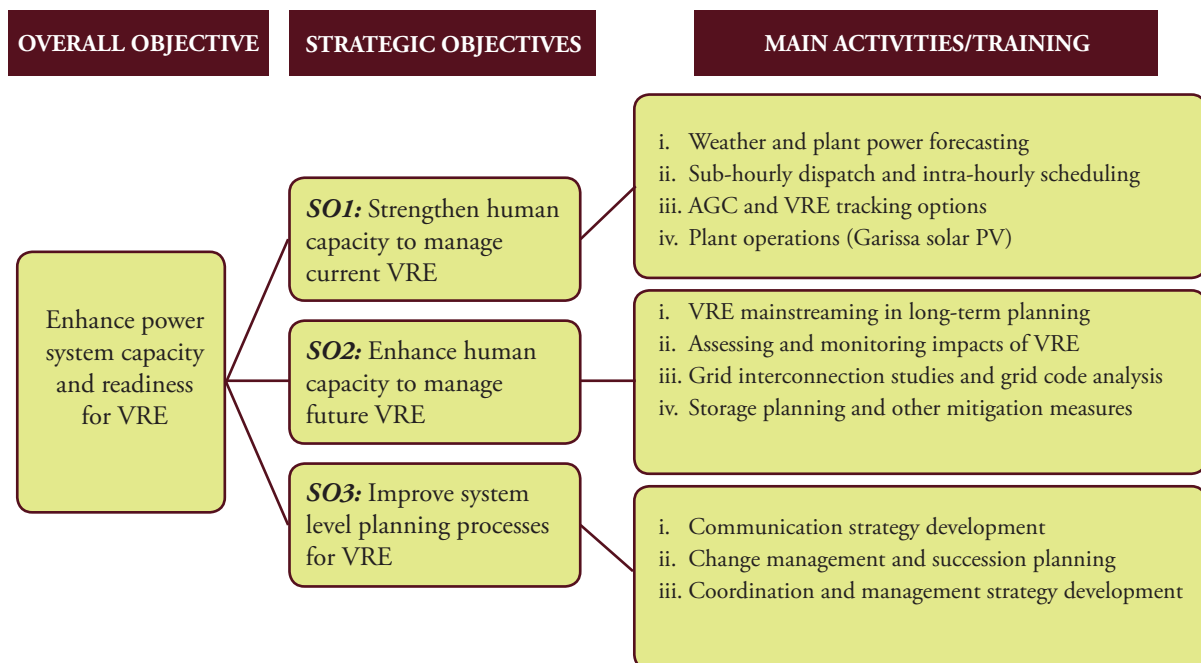 OVERALL OBJECTIVE
STRATEGIC OBJECTIVES
MAIN ACTIVITIES/TRAINING
Enhance power
system capacity
and readiness
for VRE
SO1: Strengthen human
capacity to manage
current VRE
SO2: Enhance human
capacity to manage
future VRE
SO3: Improve system
level planning processes
for VRE
i. Weather and plant power forecasting
ii. Sub-hourly dispatch and intra-hourly scheduling
iii. AGC and VRE tracking options
iv. Plant operations (Garissa solar PV)
i. VRE mainstreaming in long-term planning
ii. Assessing and monitoring impacts of VRE
iii. Grid interconnection studies and grid code analysis
iv. Storage planning and other mitigation measures
i. Communication strategy development
ii. Change management and succession planning
iii. Coordination and management strategy development